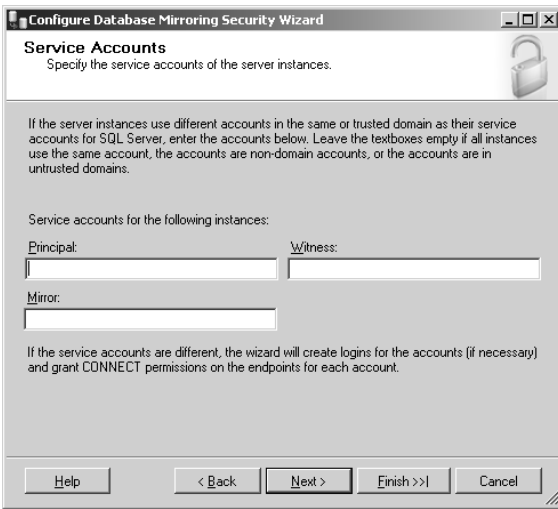 Configure Database Mirroring Security Wizard
Service Accounts
Specify the service accounts of the server instances.
If the server instances use different accounts in the same or trusted domain as their service
accounts for SQL Server, enter the accounts below. Leave the textboxes empty if all instances
use the same account, the accounts are non-domain accounts, or the accounts are in
untrusted domains.
Service accounts for the following instances:
Principal:
Witness:
Mirror:
If the service accounts are different, the wizard will create logins for the accounts (if necessary)
and grant CONNECT permissions on the endpoints for each account.
Help
< Back
Next >
Finish >>|
Cancel